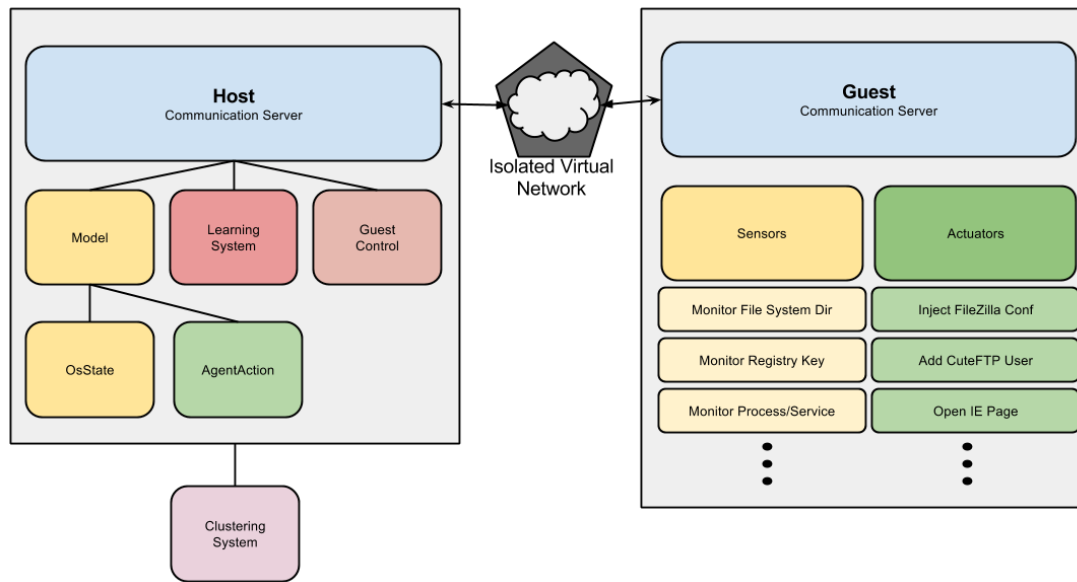 Host
Communication Server
Isolated Virtual
Network
Guest
Communication Server
Model
Learning
System
Guest
Control
OsState
AgentAction
Clustering
System
Sensors
Actuators
Monitor File System Dir
Inject FileZilla Conf
Monitor Registry Key
Add CuteFTP User
Monitor Process/Service
Open IE Page